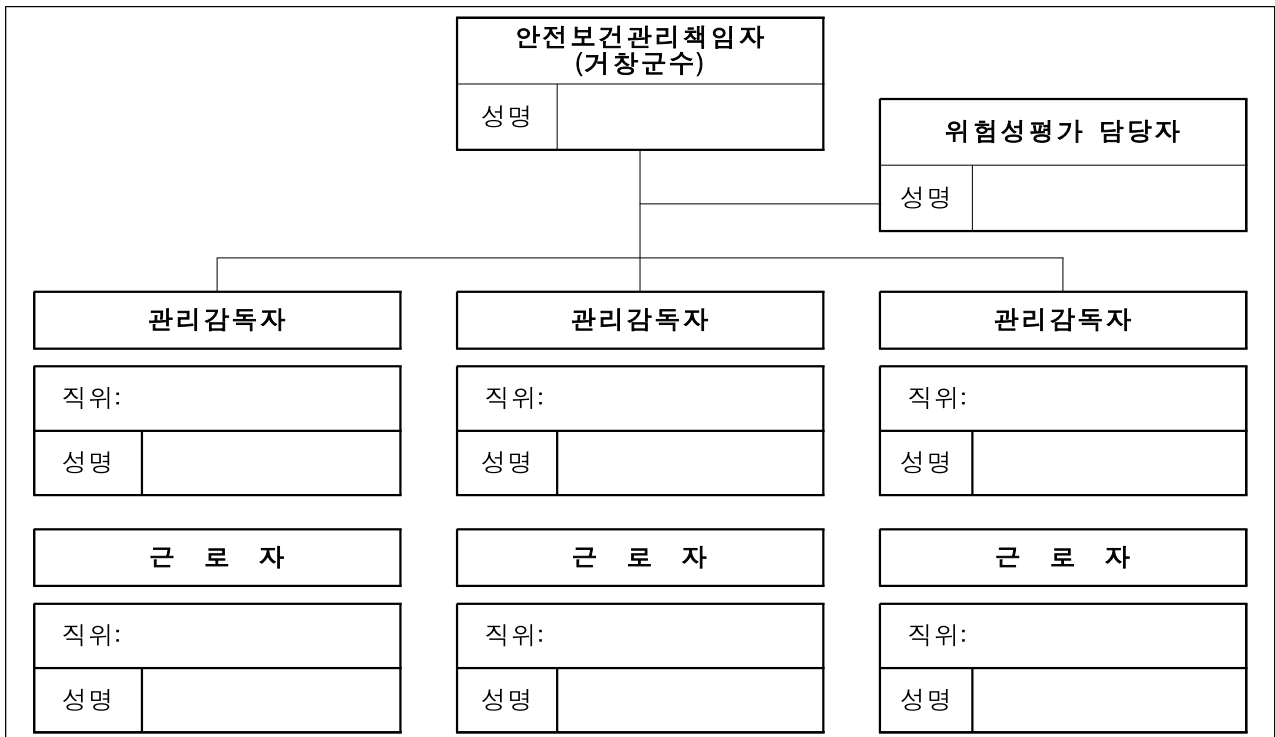 안전보건관리책임자
(거창군수)
성명
위험성평가 담당자
성명
관리감독자 관리감독자 관리감독자
직위: 직위: 직위:
성명 성명 성명
근 로 자 근 로 자 근 로 자
직위: 직위: 직위:
성명 성명 성명